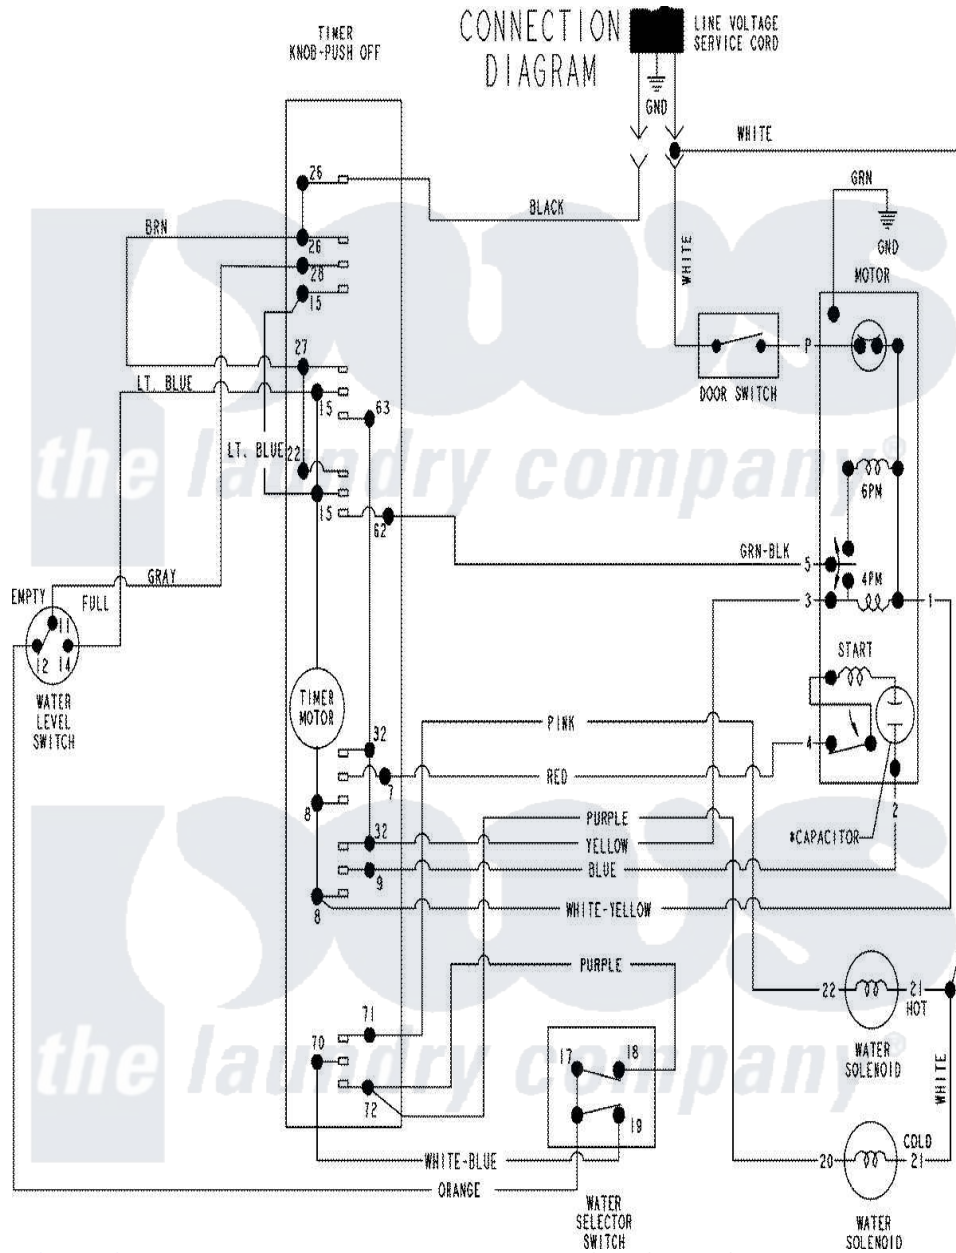 CONNECTION
DIAGRAM
LINE VOLTAGE
SERVICE CORD
TIMER
KNOB-PUSH OFF
GND
WHITE
26
GRN
BLACK
BRN
26
WHITE
GND
28
MOTOR
15
27
P
LT. BLUE
DOOR SWITCH
15
63
LT. BLUE
22
the laundry company®
6PM
15
62
GRN-BLK
5
GRAY
4PM
EMPTY
FULL
3
1
11
12
14
START
WATER
LEVEL
SWITCH
TIMER
MOTOR
PINK
32
4
RED
7
8
2
PURPLE
32
*CAPACITOR
YELLOW
BLUE
9
WHITE-YELLOW
8
PURPLE
22
21
HOT
71
70
17
18
WATER
SOLENOID
the laundry company®
WHITE
72
19
COLD
WHITE-BLUE
20
21
ORANGE
WATER
SELECTOR
SWITCH
WATER
SOLENOID